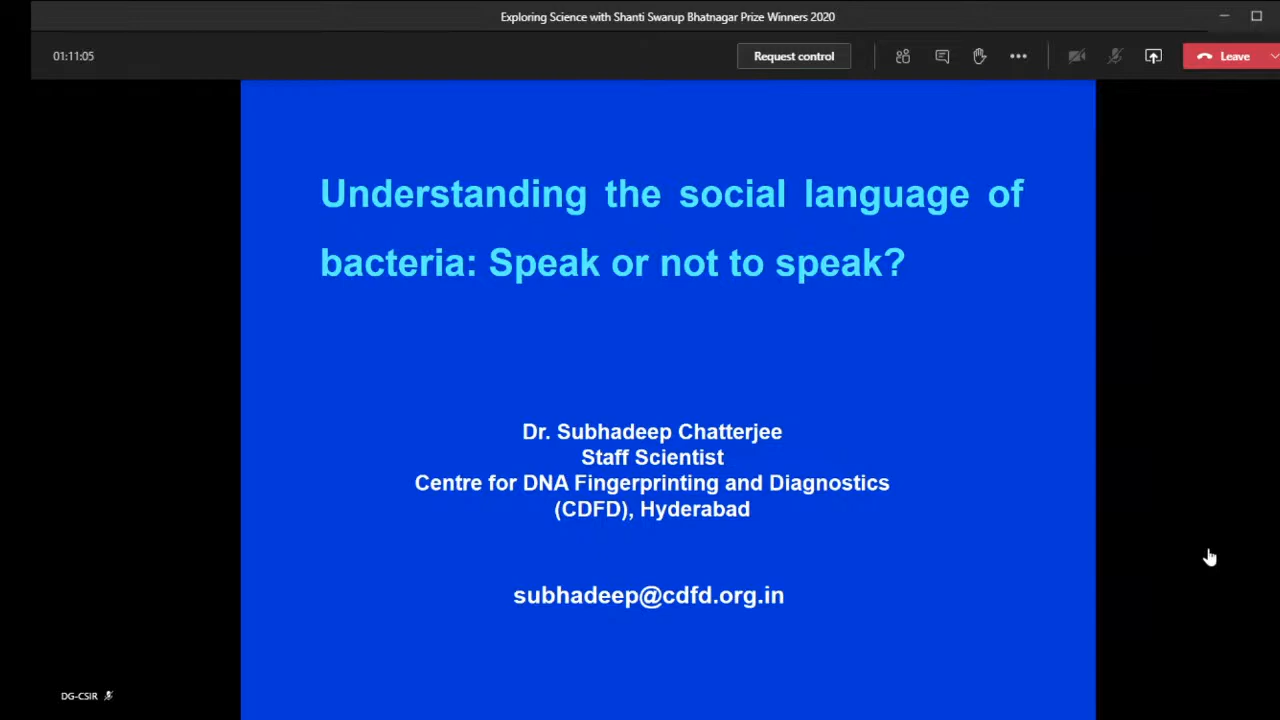 Exploring Science with Shanti Swarup Bhatnagar Prize Winners 2020
01:11:05
Request control
Leave
Understanding the social language of
bacteria: Speak or not to speak?
Dr. Subhadeep Chatterjee
Staff Scientist
Centre for DNA Fingerprinting and Diagnostics
(CDFD), Hyderabad
subhadeep@cdfd.org.in
DG-CSIR